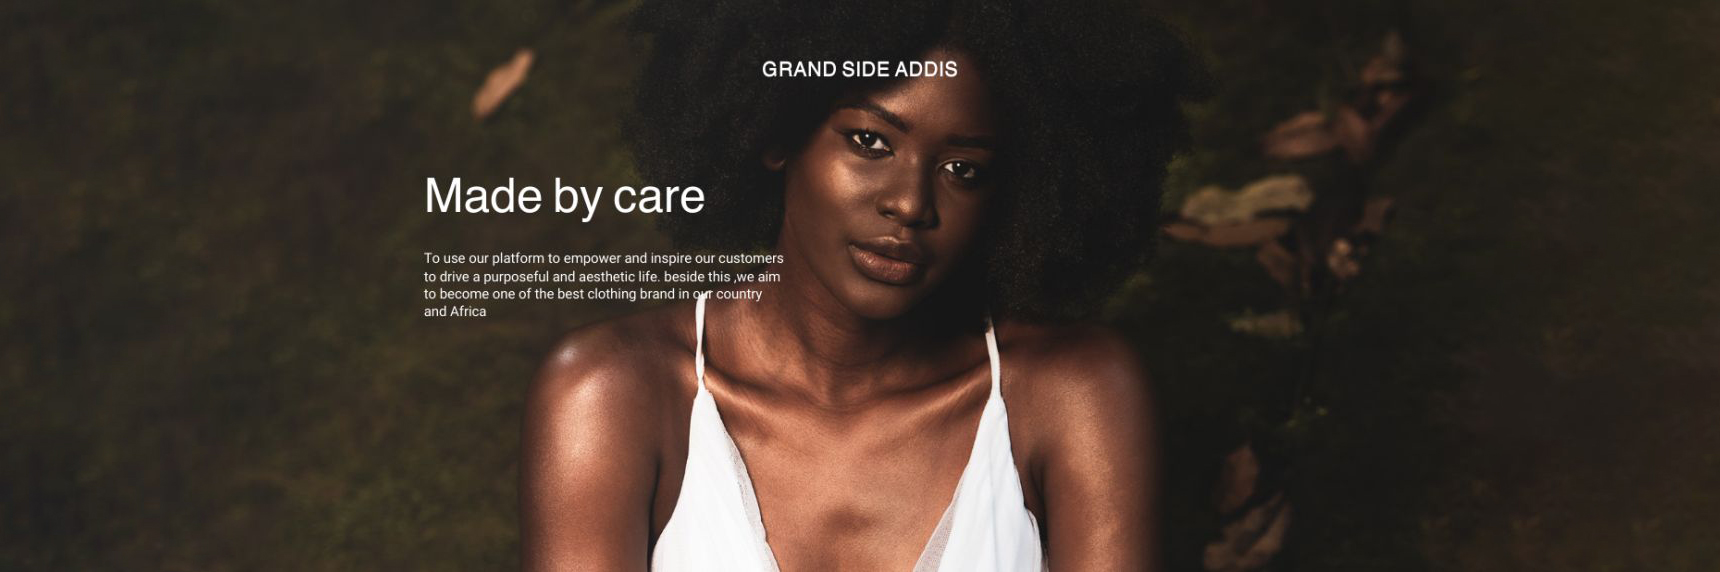 GRAND SIDE ADDIS
Made by care
To use our platform to empower and inspire our customers
to drive a purposeful and aesthetic life. beside this ,we aim
to become one of the best clothing brand in our country
and Africa